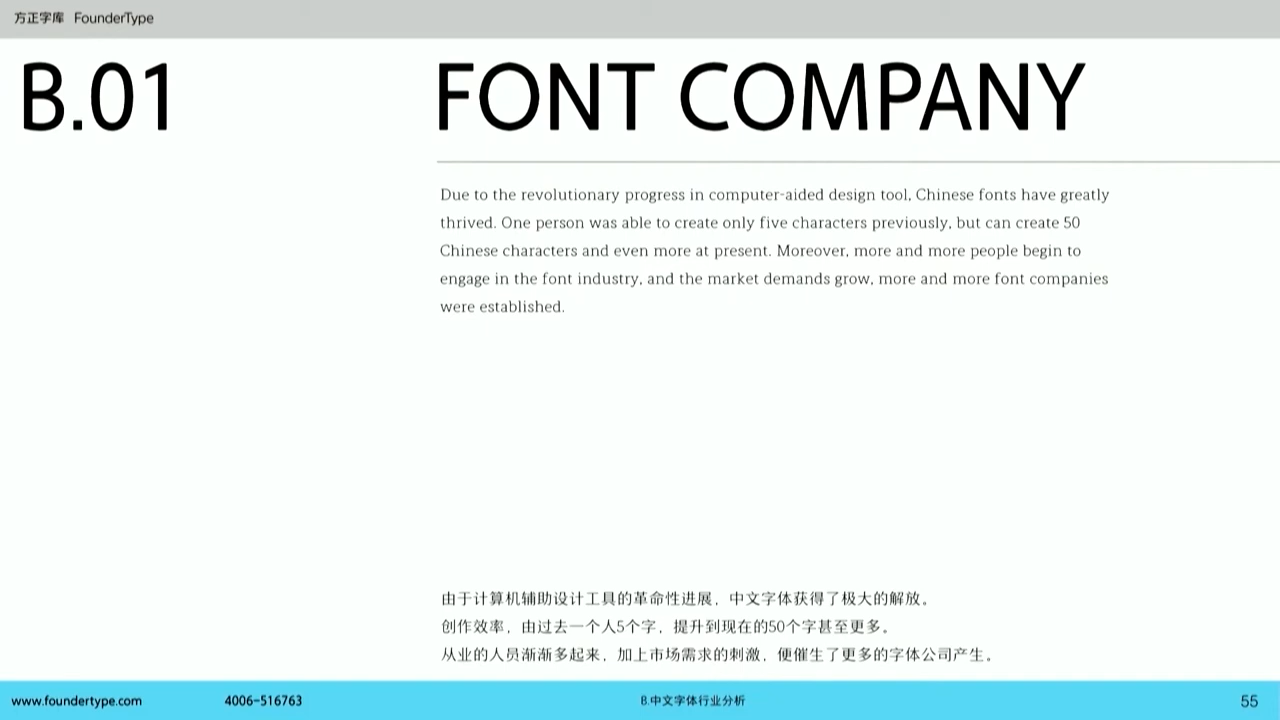 方正字库 FounderType
B.01
FONT COMPANY
Due to the revolutionary progress in computer-aided design tool, Chinese fonts have greatly
thrived. One person was able to create only five characters previously, but can create 50
Chinese characters and even more at present. Moreover, more and more people begin to
engage in the font industry, and the market demands grow, more and more font companies
were established.
由于计算机辅助设计工具的革命性进展，中文字体获得了极大的解放。
创作效率，由过去一个人5个字，提升到现在的50个字甚至更多。
从业的人员渐渐多起来，加上市场需求的刺激，便催生了更多的字体公司产生。
www.foundertype.com
4006-516763
B.中文字体行业分析
55